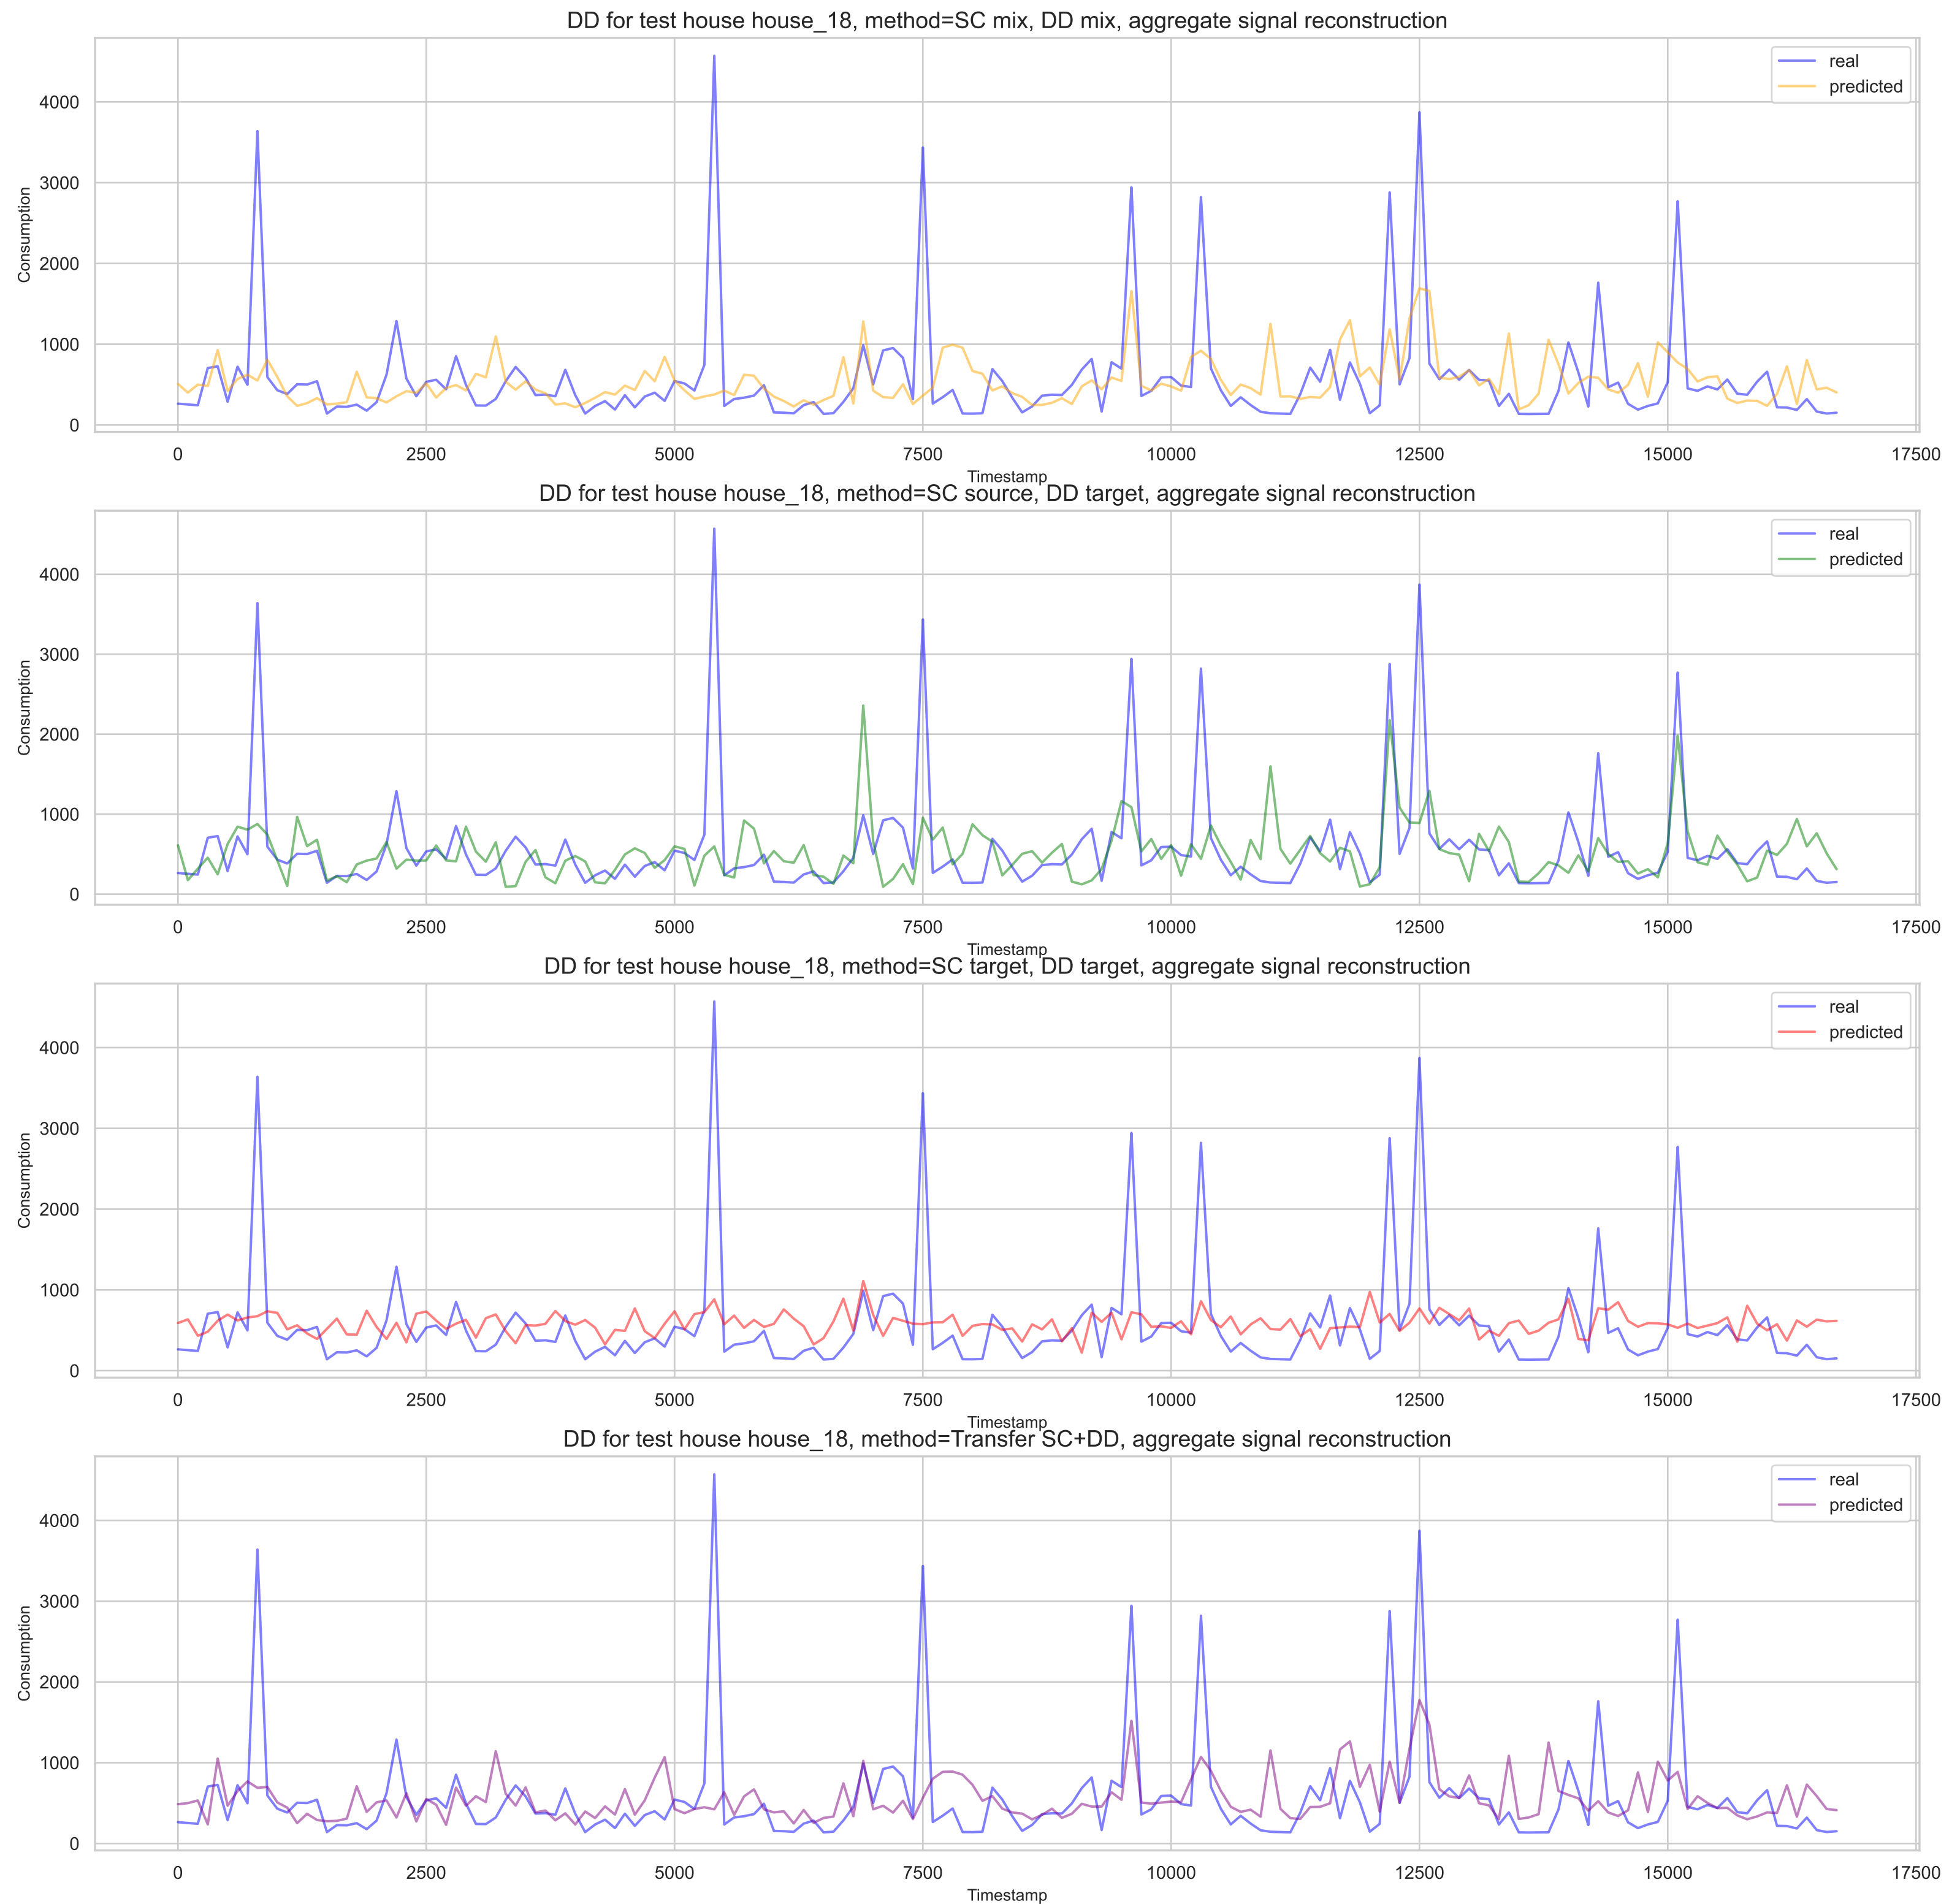 DD for test house house_18, method=SC mix, DD mix, aggregate signal reconstruction
real
predicted
4000
3000
2000
1000
0
Consumption
0 2500 5000 7500 10000 12500 15000 17500
Timestamp
DD for test house house_18, method=SC source, DD target, aggregate signal reconstruction
real
predicted
4000
3000
2000
1000
0
Consumption
0 2500 5000 7500 10000 12500 15000 17500
Timestamp
DD for test house house_18, method=SC target, DD target, aggregate signal reconstruction
real
predicted
4000
3000
2000
1000
0
Consumption
0 2500 5000 7500 10000 12500 15000 17500
Timestamp
DD for test house house_18, method=Transfer SC+DD, aggregate signal reconstruction
real
predicted
4000
3000
2000
1000
0
Consumption
0 2500 5000 7500 10000 12500 15000 17500
Timestamp